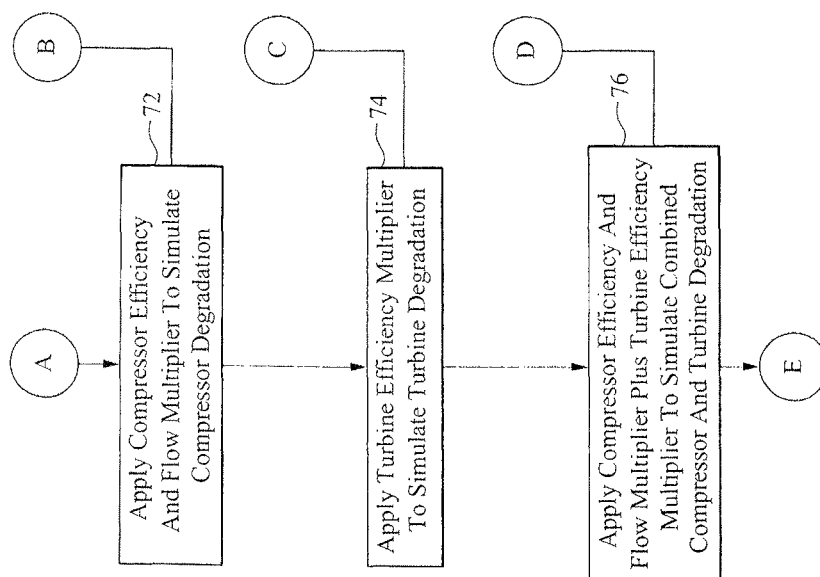 A
B
72
Apply Compressor Efficiency
And Flow Multiplier To Simulate
Compressor Degradation
C
74
Apply Turbine Efficiency Multiplier
To Simulate Turbine Degradation
D
76
Apply Compressor Efficiency And
Flow Multiplier Plus Turbine Efficiency
Multiplier To Simulate Combined
Compressor And Turbine Degradation
E